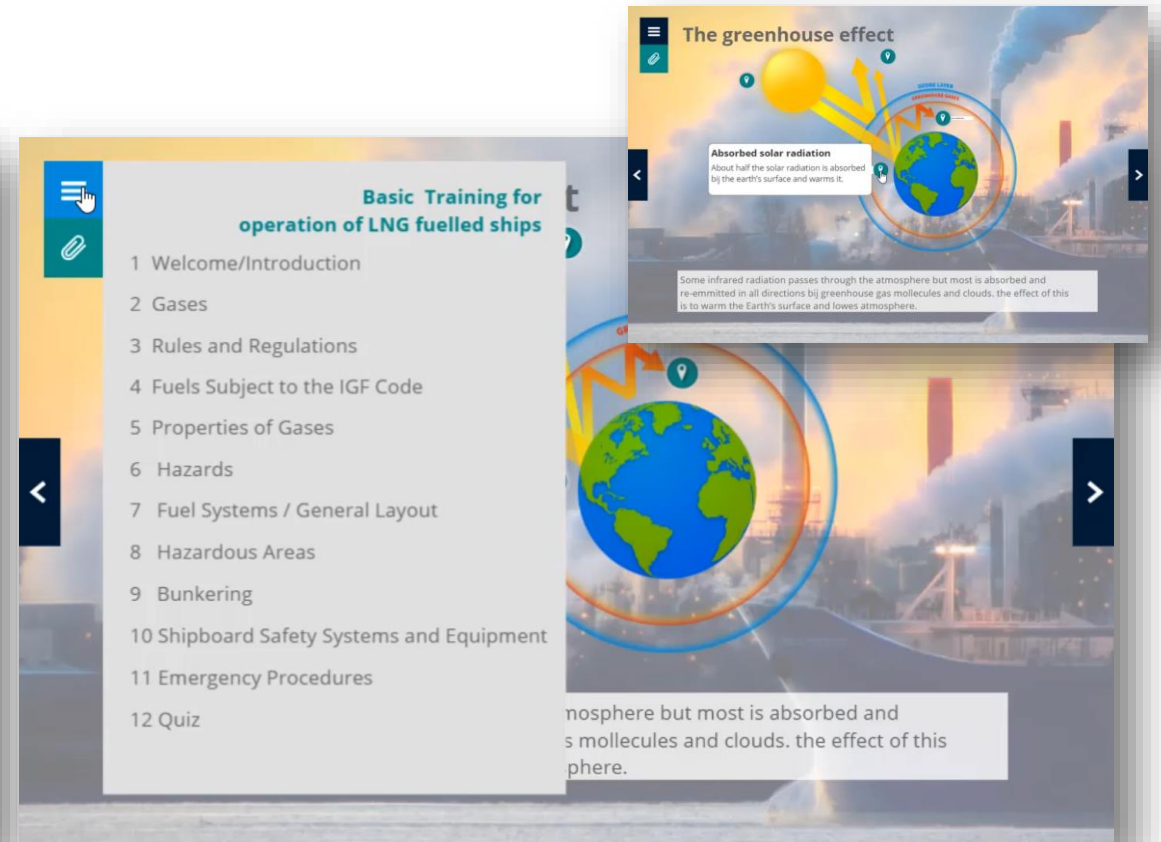 The greenhouse effect
OZONE LAYER
GREENHOUSE GASES
Absorbed solar radiation
About half the solar radiation is absorbed
bij the earth's surface and warms it.
Some infrared radiation passes through the atmosphere but most is absorbed and
re-emmitted in all directions bij greenhouse gas mollecules and clouds. the effect of this
is to warm the Earth's surface and lowes atmosphere.
t
Basic Training for
operation of LNG fuelled ships
1 Welcome/Introduction
2 Gases
3 Rules and Regulations
4 Fuels Subject to the IGF Code
5 Properties of Gases
6 Hazards
7 Fuel Systems / General Layout
8 Hazardous Areas
9 Bunkering
10 Shipboard Safety Systems and Equipment
11 Emergency Procedures
12 Quiz
mosphere but most is absorbed and
s mollecules and clouds. the effect of this
phere.